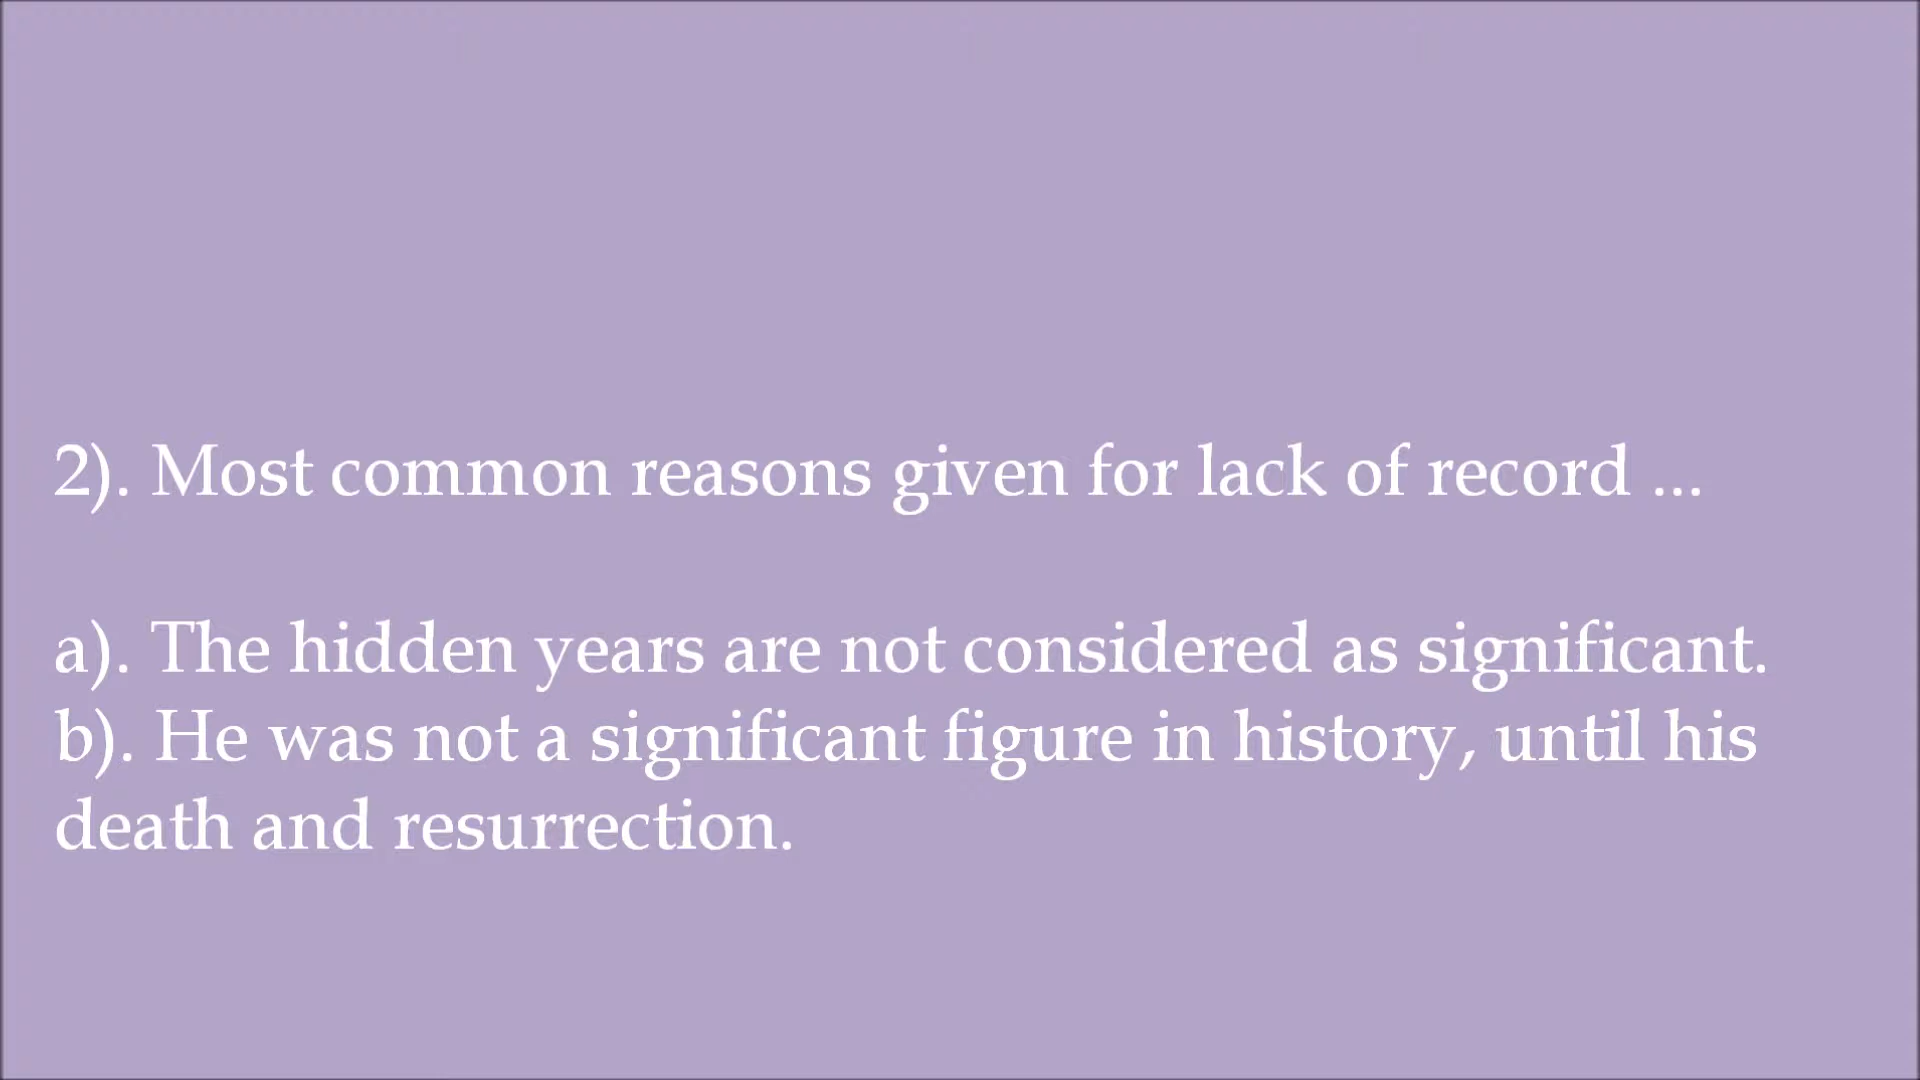 2). Most common reasons given for lack of record ...
a). The hidden years are not considered as significant.
b). He was not a significant figure in history, until his
death and resurrection.